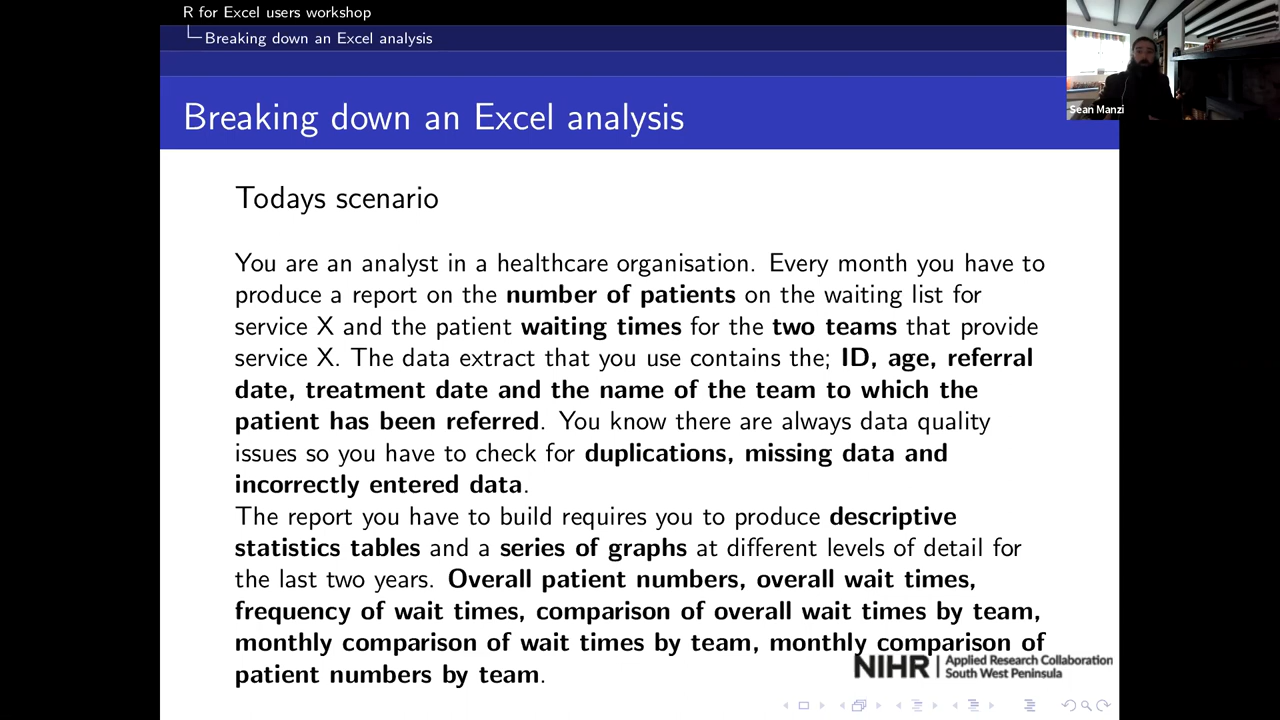 R for Excel users workshop
Breaking down an Excel analysis
Sean Manzi
Breaking down an Excel analysis
Todays scenario
You are an analyst in a healthcare organisation. Every month you have to
produce a report on the number of patients on the waiting list for
service X and the patient waiting times for the two teams that provide
service X. The data extract that you use contains the; ID, age, referral
date, treatment date and the name of the team to which the
patient has been referred. You know there are always data quality
issues so you have to check for duplications, missing data and
incorrectly entered data.
The report you have to build requires you to produce descriptive
statistics tables and a series of graphs at different levels of detail for
the last two years. Overall patient numbers, overall wait times,
frequency of wait times, comparison of overall wait times by team,
monthly comparison of wait times by team, monthly comparison of
patient numbers by team.
NIHR | Applied Research Collaboration
South West Peninsula